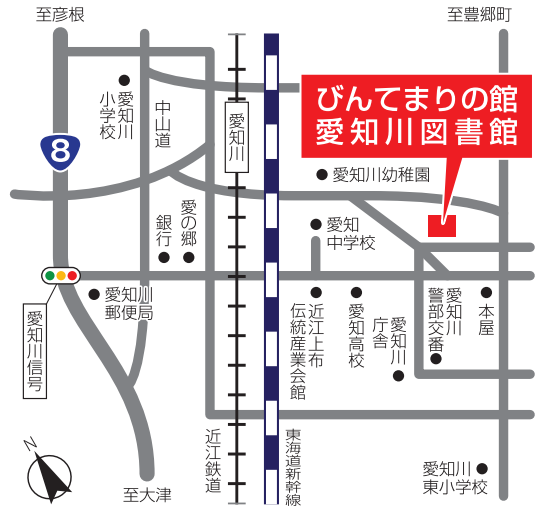 至彦根
至豊郷町
びんてまりの館
愛知川図書館
愛知川
小学校
中山道
愛知川
8
愛知川幼稚園
愛の郷
銀行
愛知
中学校
愛知川
郵便局
愛知川信号
近江上布
伝統産業会館
愛知高校
愛知川
庁舎
愛知川
警部交番
本屋
近江鉄道
東海道新幹線
愛知川
東小学校
至大津
N